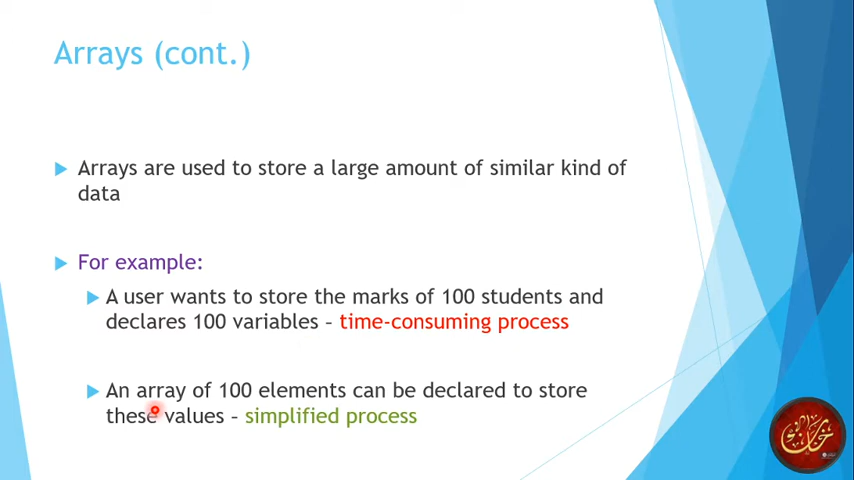 Arrays (cont.)
Arrays are used to store a large amount of similar kind of
data
For example:
A user wants to store the marks of 100 students and
declares 100 variables – time-consuming process
An array of 100 elements can be declared to store
these values – simplified process